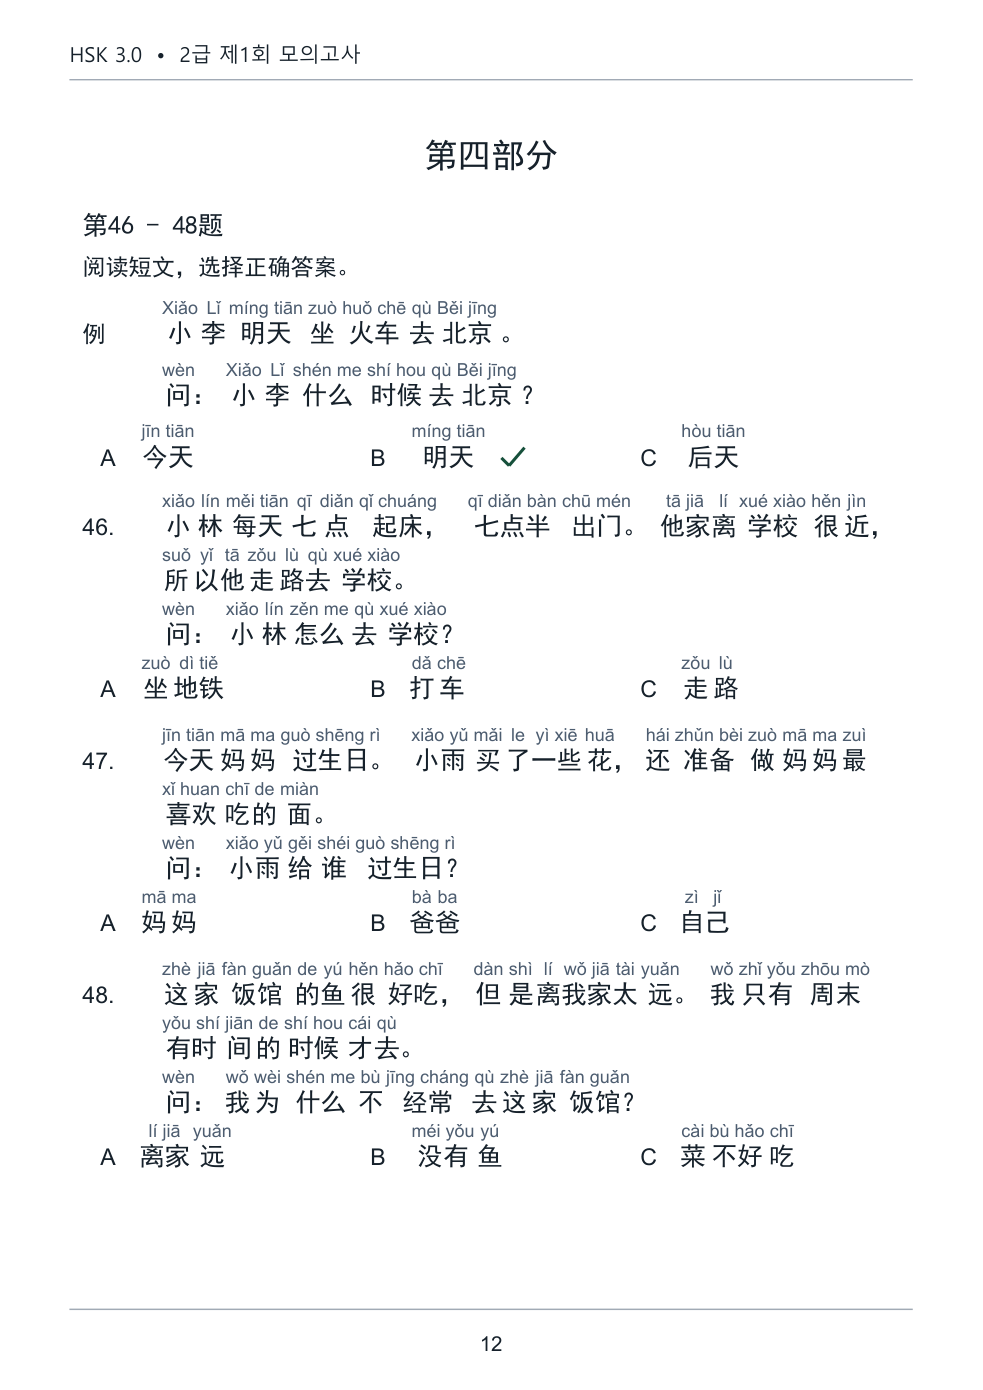 HSK 3.0 • 2급 제1회 모의고사
第四部分
第46 – 48题
阅读短文，选择正确答案。
Xiǎo Lǐ míng tiān zuò huǒ chē qù Běi jīng
例 小李明天坐火车去北京。
wèn Xiǎo Lǐ shén me shí hou qù Běi jīng
问：小李什么时候去北京？
jīn tiān míng tiān hòu tiān
A 今天 B 明天 ✓ C 后天
xiǎo lín měi tiān qī diǎn qǐ chuáng qī diǎn bàn chū mén tā jiā lí xué xiào hěn jìn
46. 小林每天七点起床，七点半出门。他家离学校很近，
suǒ yǐ tā zǒu lù qù xué xiào
所以他走路去学校。
wèn xiǎo lín zěn me qù xué xiào
问：小林怎么去学校？
zuò dì tiě dǎ chē zǒu lù
A 坐地铁 B 打车 C 走路
jīn tiān mā ma guò shēng rì xiǎo yǔ mǎi le yì xiē huā hái zhǔn bèi zuò mā ma zuì
47. 今天妈妈过生日。小雨买了一些花，还准备做妈妈最
xǐ huan chī de miàn
喜欢吃的面。
wèn xiǎo yǔ gěi shéi guò shēng rì
问：小雨给谁过生日？
mā ma bà ba zì jǐ
A 妈妈 B 爸爸 C 自己
zhè jiā fàn guǎn de yú hěn hǎo chī dàn shì lí wǒ jiā tài yuǎn wǒ zhǐ yǒu zhōu mò
48. 这家饭馆的鱼很好吃，但是离我家太远。我只有周末
yǒu shí jiān de shí hou cái qù
有时间的时候才去。
wèn wǒ wèi shén me bù jīng cháng qù zhè jiā fàn guǎn
问：我为什么不经常去这家饭馆？
lí jiā yuǎn méi yǒu yú cài bù hǎo chī
A 离家远 B 没有鱼 C 菜不好吃
12